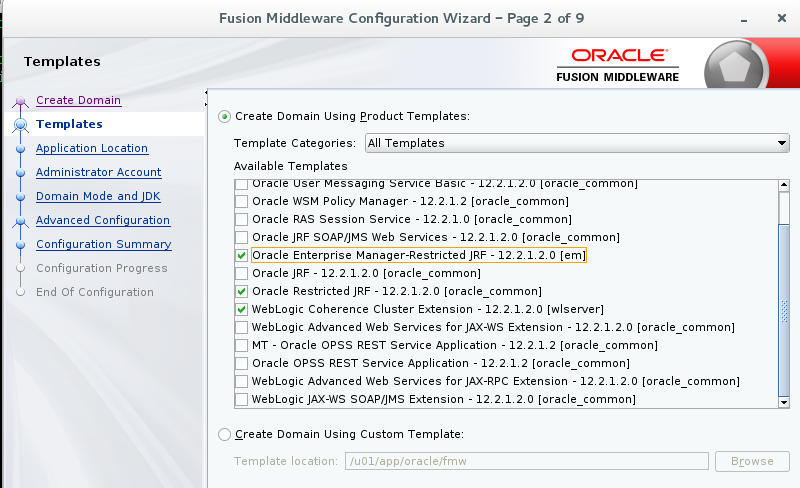 Fusion Middleware Configuration Wizard – Page 2 of 9
Templates
ORACLE
FUSION MIDDLEWARE
Create Domain
Templates
Application Location
Administrator Account
Domain Mode and JDK
Advanced Configuration
Configuration Summary
Configuration Progress
End Of Configuration
Create Domain Using Product Templates:
Template Categories: All Templates
Available Templates
Oracle User Messaging Service Basic - 12.2.1.2.0 [oracle_common]
Oracle WSM Policy Manager - 12.2.1.2 [oracle_common]
Oracle RAS Session Service - 12.2.1.0 [oracle_common]
Oracle JRF SOAP/JMS Web Services - 12.2.1.2.0 [oracle_common]
Oracle Enterprise Manager-Restricted JRF - 12.2.1.2.0 [em]
Oracle JRF - 12.2.1.2.0 [oracle_common]
Oracle Restricted JRF - 12.2.1.2.0 [oracle_common]
WebLogic Coherence Cluster Extension - 12.2.1.2.0 [wlserver]
WebLogic Advanced Web Services for JAX-WS Extension - 12.2.1.2.0 [oracle_common]
MT - Oracle OPSS REST Service Application - 12.2.1.2 [oracle_common]
Oracle OPSS REST Service Application - 12.2.1.2 [oracle_common]
WebLogic Advanced Web Services for JAX-RPC Extension - 12.2.1.2.0 [oracle_common]
WebLogic JAX-WS SOAP/JMS Extension - 12.2.1.2.0 [oracle_common]
Create Domain Using Custom Template:
Template location: /u01/app/oracle/fmw Browse